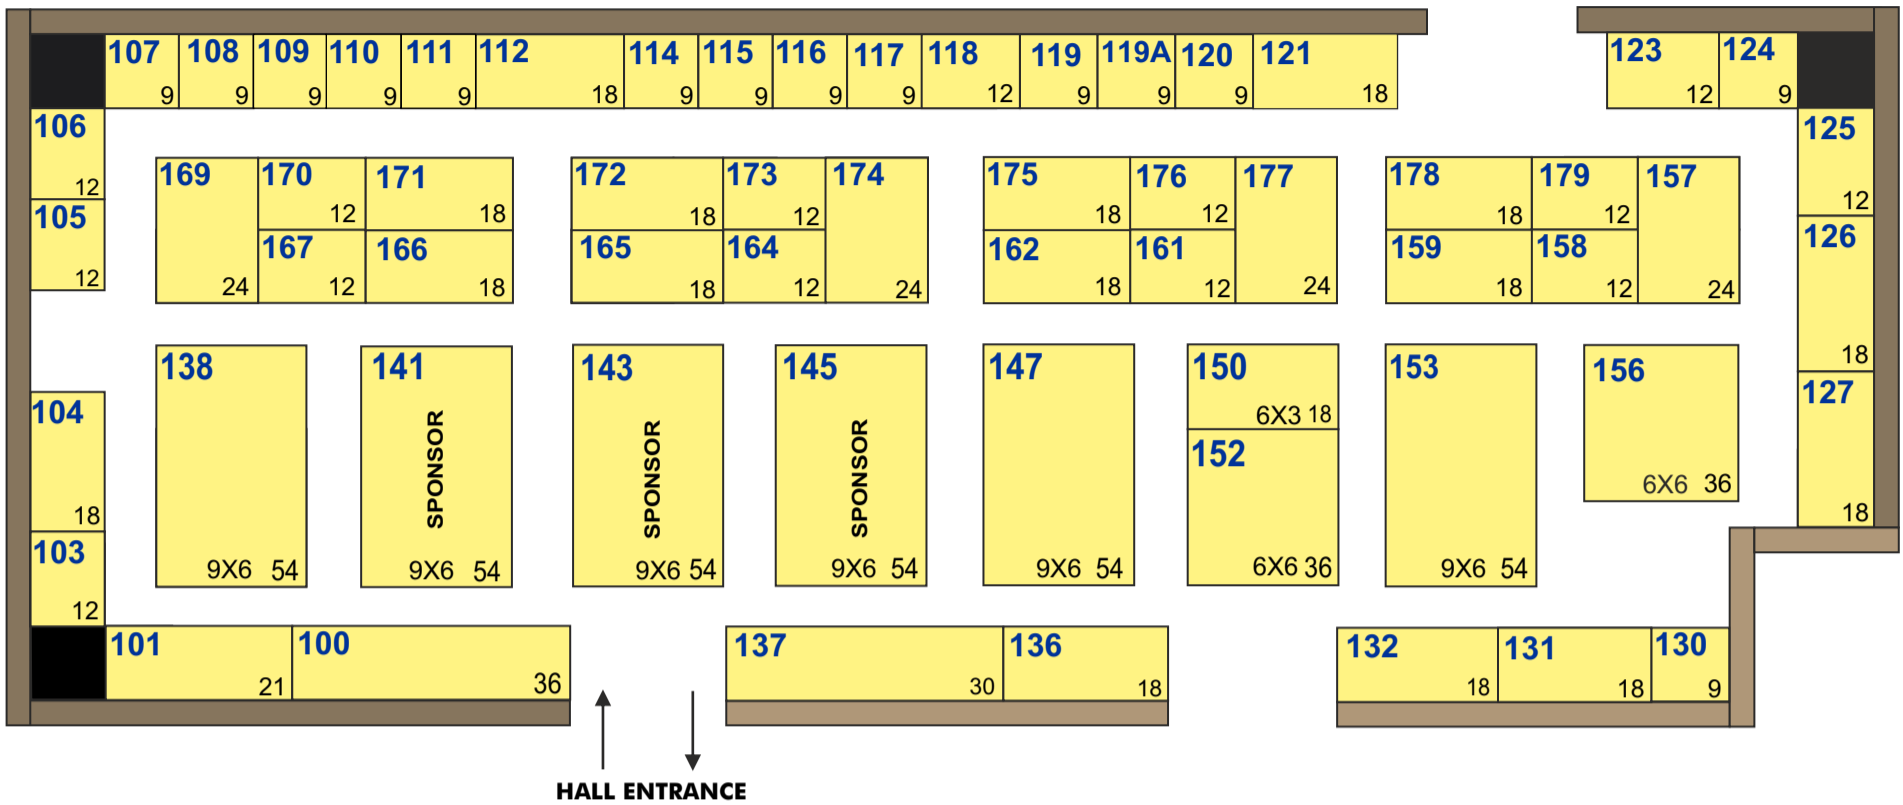 107 108 109 110 111 112 114 115 116 117 118 119 119A 120 121 123 124
9 9 9 9 9 18 9 9 9 9 12 9 9 9 18 12 9
106
12
105
12
125
12
126
18
127
18
169 170 171 172 173 174 175 176 177 178 179 157
12 18 18 12 18 12 18 12
167 166 165 164 162 161 159 158
24 12 18 18 12 24 18 12 24 18 12 24
138 141 143 145 147 150 153 156
6X3 18
152
SPONSOR SPONSOR SPONSOR
6X6 36
9X6 54 9X6 54 9X6 54 9X6 54 9X6 54 6X6 36 9X6 54
104
18
103
12
101 100 137 136 132 131 130
21 36 30 18 18 18 9
HALL ENTRANCE